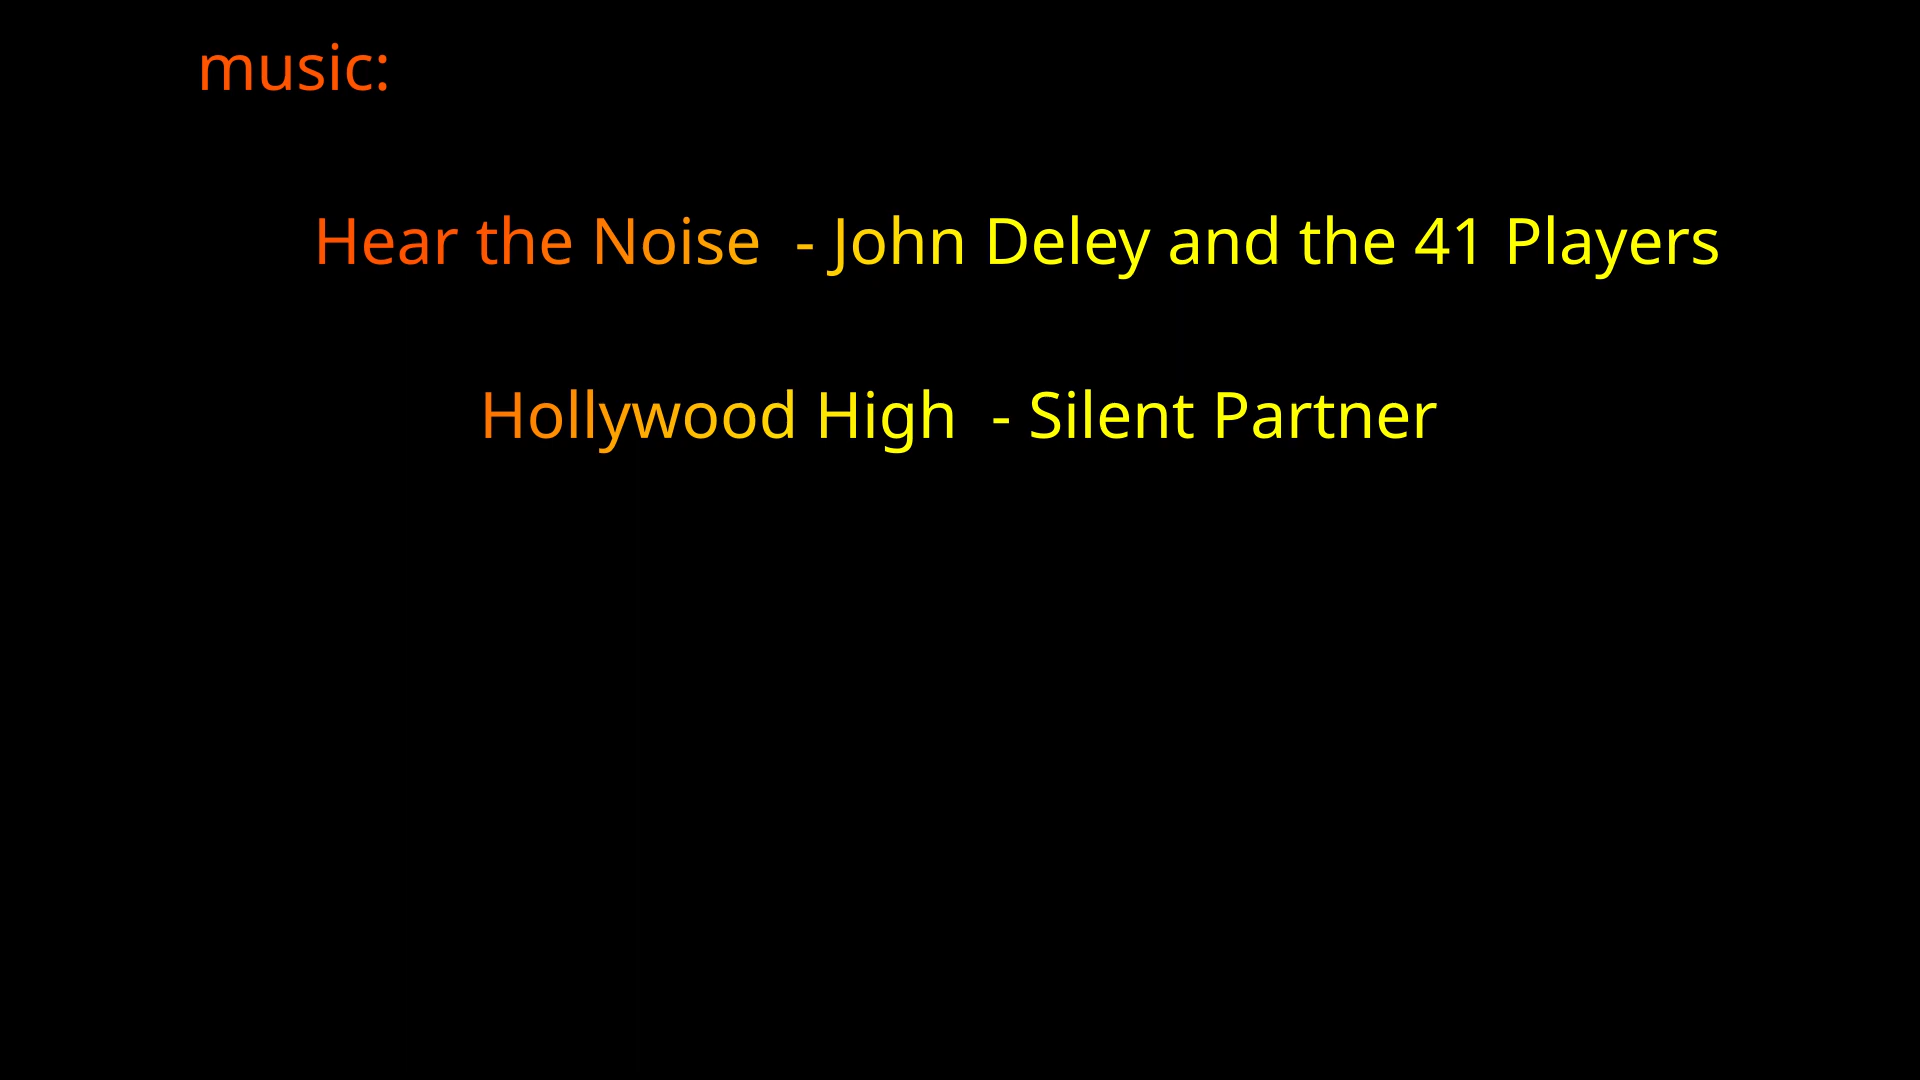 music:
Hear the Noise  - John Deley and the 41 Players
Hollywood High  - Silent Partner